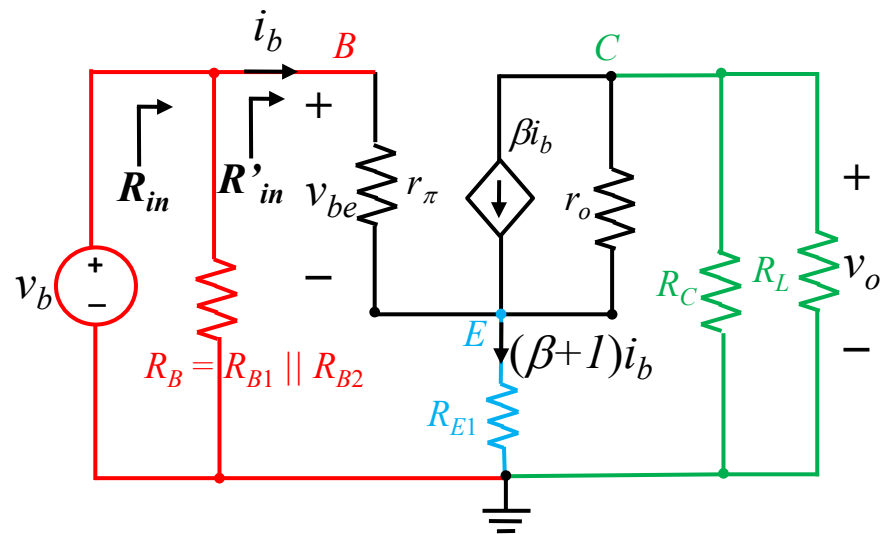 i_b
B
C
R_in
R’_in
+
−
v_be
r_π
βi_b
r_o
v_b
+
−
R_B = R_B1 || R_B2
E
(β+1)i_b
R_E1
R_C
R_L
+
v_o
−